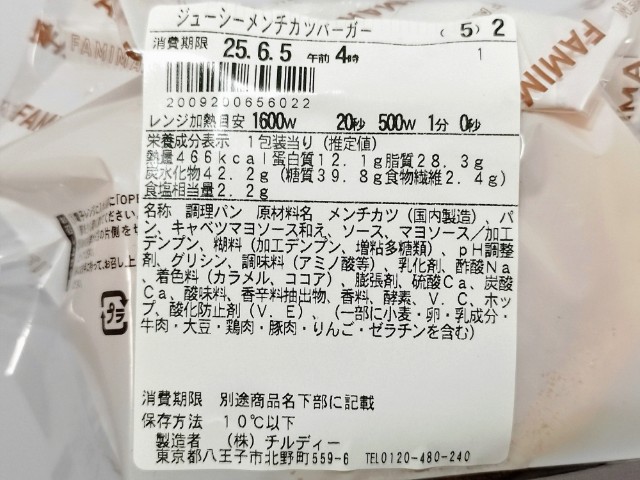 ジューシーメンチカツバーガー (5) 2
消費期限 25.6.5 午前 4時 1
2009200656022
レンジ加熱目安 1600W 20秒 500W 1分 0秒
栄養成分表示 1包装当り (推定値)
熱量466kcal蛋白質12.1g脂質28.3g
炭水化物42.2g(糖質39.8g食物繊維2.4g)
食塩相当量2.2g
名称 調理パン 原材料名 メンチカツ(国内製造)、パ
ン、キャベツマヨソース和え、ソース、マヨソース/加工
デンプン、糊料(加工デンプン、増粘多糖類)、pH調整
剤、グリシン、調味料(アミノ酸等)、乳化剤、酢酸Na
、着色料(カラメル、ココア)、膨張剤、硫酸Ca、炭酸
Ca、酸味料、香辛料抽出物、香料、酵素、V.C、ホッ
プ、酸化防止剤(V.E)、(一部に小麦・卵・乳成分・
牛肉・大豆・鶏肉・豚肉・りんご・ゼラチンを含む)
消費期限 別途商品名下部に記載
保存方法 10℃以下
製造者 (株)チルディー
東京都八王子市北野町559-6 TEL0120-480-240
FAMIMA
FAMIM
FAM
プラ